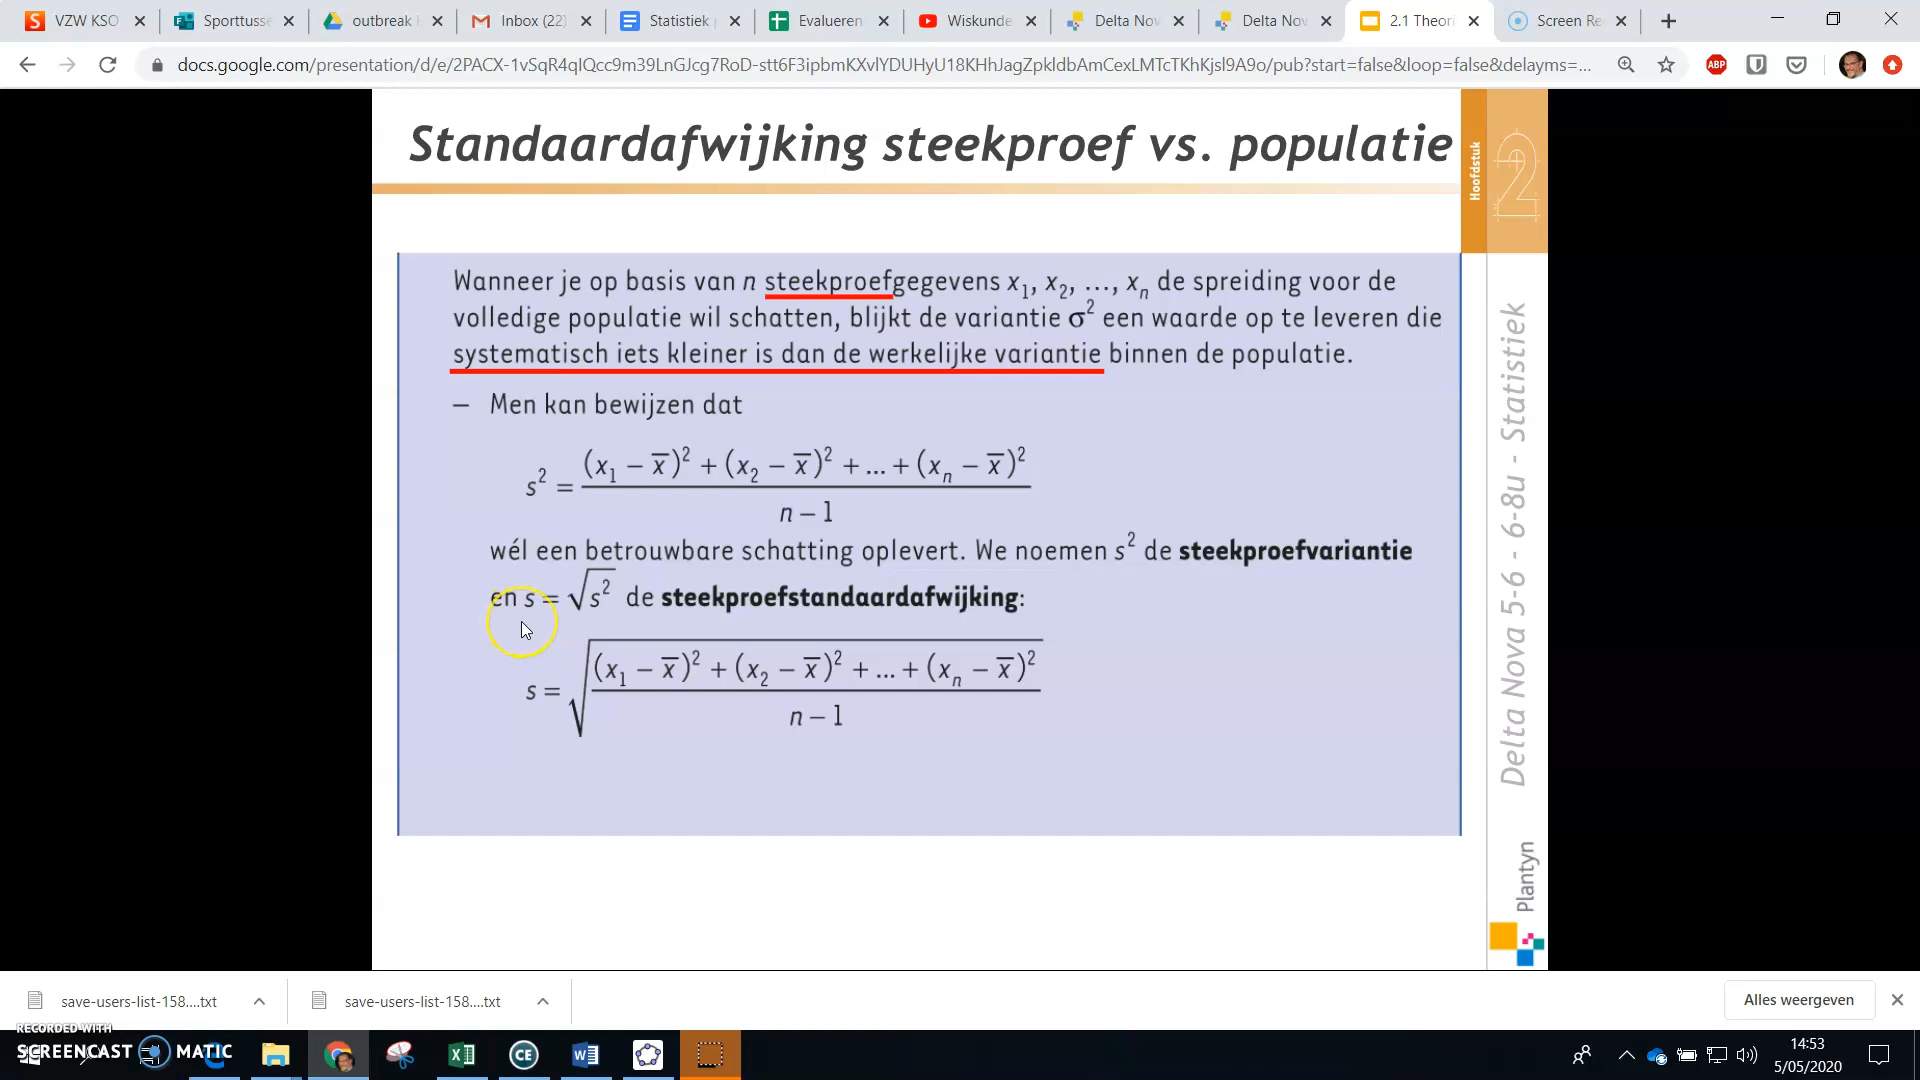 VZW KSO
Sporttusse
outbreak
Inbox (22)
Statistiek
Evalueren
Wiskunde
Delta Nov
Delta Nov
2.1 Theor
Screen Re
docs.google.com/presentation/d/e/2PACX-1vSqR4qIQcc9m39LnGJcg7RoD-stt6F3ipbmKXvlYDUHyU18KHhJagZpkldbAmCexLMTcTKhKjsl9A9o/pub?start=false&loop=false&delayms=...
ABP
Standaardafwijking steekproef vs. populatie
Hoofdstuk
2
Wanneer je op basis van n steekproefgegevens x₁, x₂, ..., xₙ de spreiding voor de
volledige populatie wil schatten, blijkt de variantie σ² een waarde op te leveren die
systematisch iets kleiner is dan de werkelijke variantie binnen de populatie.
– Men kan bewijzen dat
s² = ((x₁ – x̅)² + (x₂ – x̅)² + ... + (xₙ – x̅)²) / (n – 1)
wél een betrouwbare schatting oplevert. We noemen s² de steekproefvariantie
en s = √s² de steekproefstandaardafwijking:
s = √(((x₁ – x̅)² + (x₂ – x̅)² + ... + (xₙ – x̅)²) / (n – 1))
Delta Nova 5-6 - 6-8u - Statistiek
Plantyn
save-users-list-158....txt
save-users-list-158....txt
Alles weergeven
RECORDED WITH
SCREENCAST MATIC
CE
14:53
5/05/2020